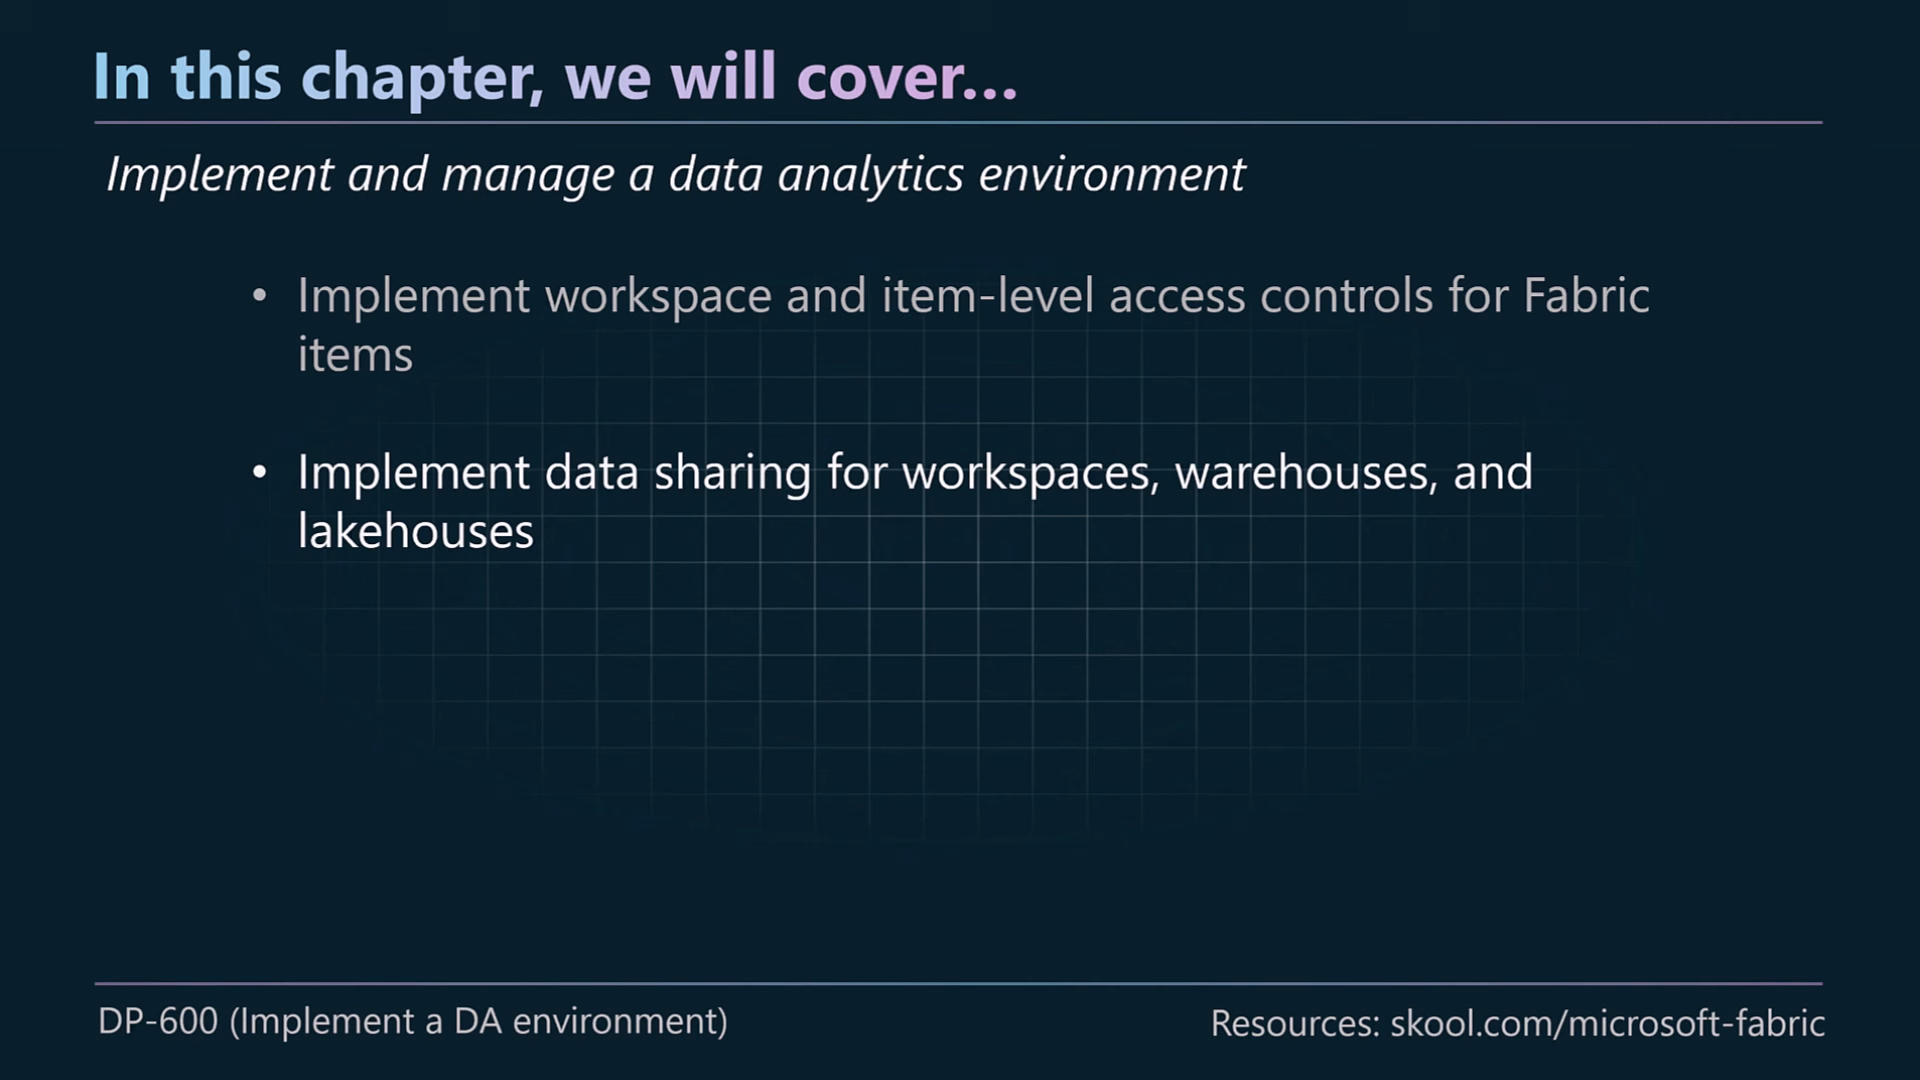 In this chapter, we will cover...
Implement and manage a data analytics environment
• Implement workspace and item-level access controls for Fabric
items
• Implement data sharing for workspaces, warehouses, and
lakehouses
DP-600 (Implement a DA environment)
Resources: skool.com/microsoft-fabric